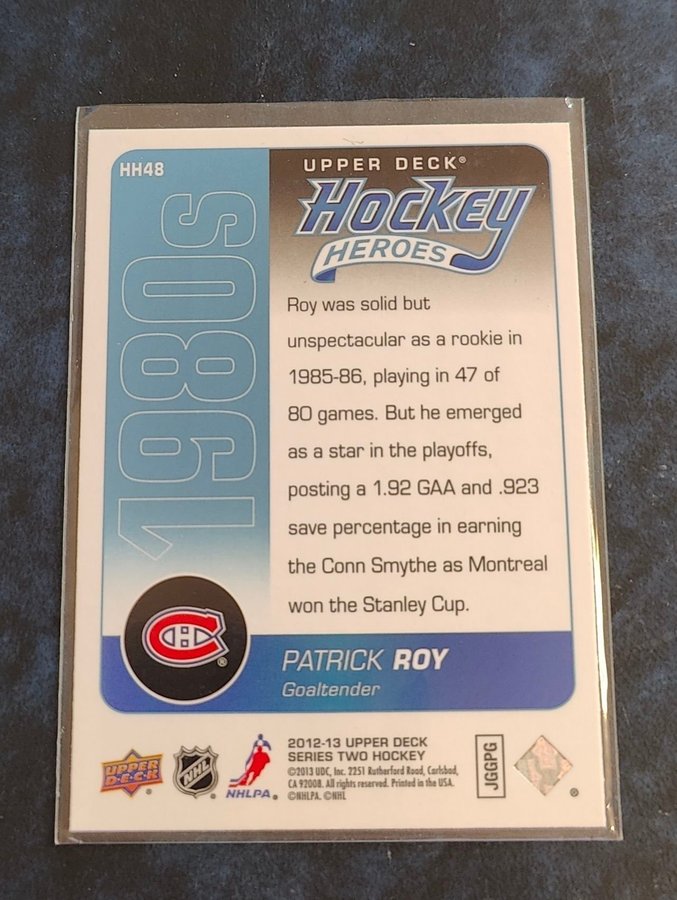 HH48
1980s
UPPER DECK®
HOCKEY
HEROES
Roy was solid but
unspectacular as a rookie in
1985-86, playing in 47 of
80 games. But he emerged
as a star in the playoffs,
posting a 1.92 GAA and .923
save percentage in earning
the Conn Smythe as Montreal
won the Stanley Cup.
CH
®
PATRICK ROY
Goaltender
UPPER
DECK®
NHL®
NHLPA®
2012-13 UPPER DECK
SERIES TWO HOCKEY
©2013 UDC, Inc. 2251 Rutherford Road, Carlsbad,
CA 92008. All rights reserved. Printed in the USA.
©NHLPA. ©NHL
JGGPG
®